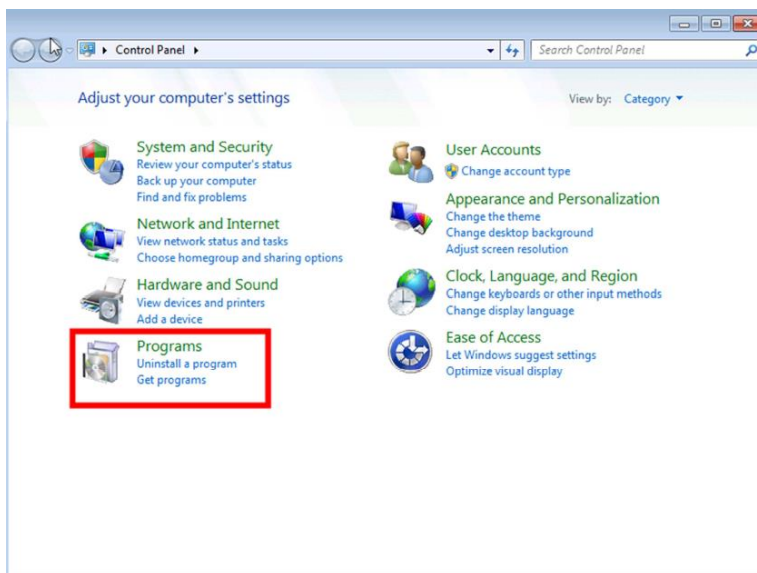 Control Panel
Search Control Panel
Adjust your computer's settings
View by: Category
System and Security
Review your computer's status
Back up your computer
Find and fix problems
Network and Internet
View network status and tasks
Choose homegroup and sharing options
Hardware and Sound
View devices and printers
Add a device
Programs
Uninstall a program
Get programs
User Accounts
Change account type
Appearance and Personalization
Change the theme
Change desktop background
Adjust screen resolution
Clock, Language, and Region
Change keyboards or other input methods
Change display language
Ease of Access
Let Windows suggest settings
Optimize visual display